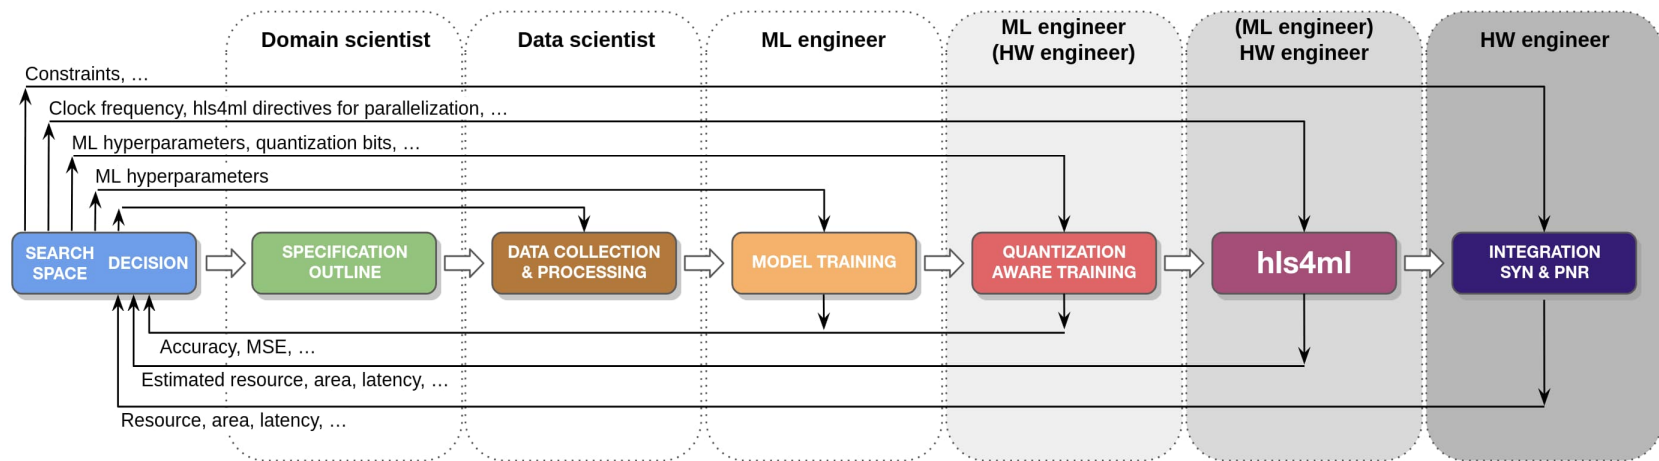 Domain scientist
Data scientist
ML engineer
ML engineer
(HW engineer)
(ML engineer)
HW engineer
HW engineer
Constraints, …
Clock frequency, hls4ml directives for parallelization, …
ML hyperparameters, quantization bits, …
ML hyperparameters
SEARCH
SPACE
DECISION
SPECIFICATION
OUTLINE
DATA COLLECTION
& PROCESSING
MODEL TRAINING
QUANTIZATION
AWARE TRAINING
hls4ml
INTEGRATION
SYN & PNR
Accuracy, MSE, …
Estimated resource, area, latency, …
Resource, area, latency, …